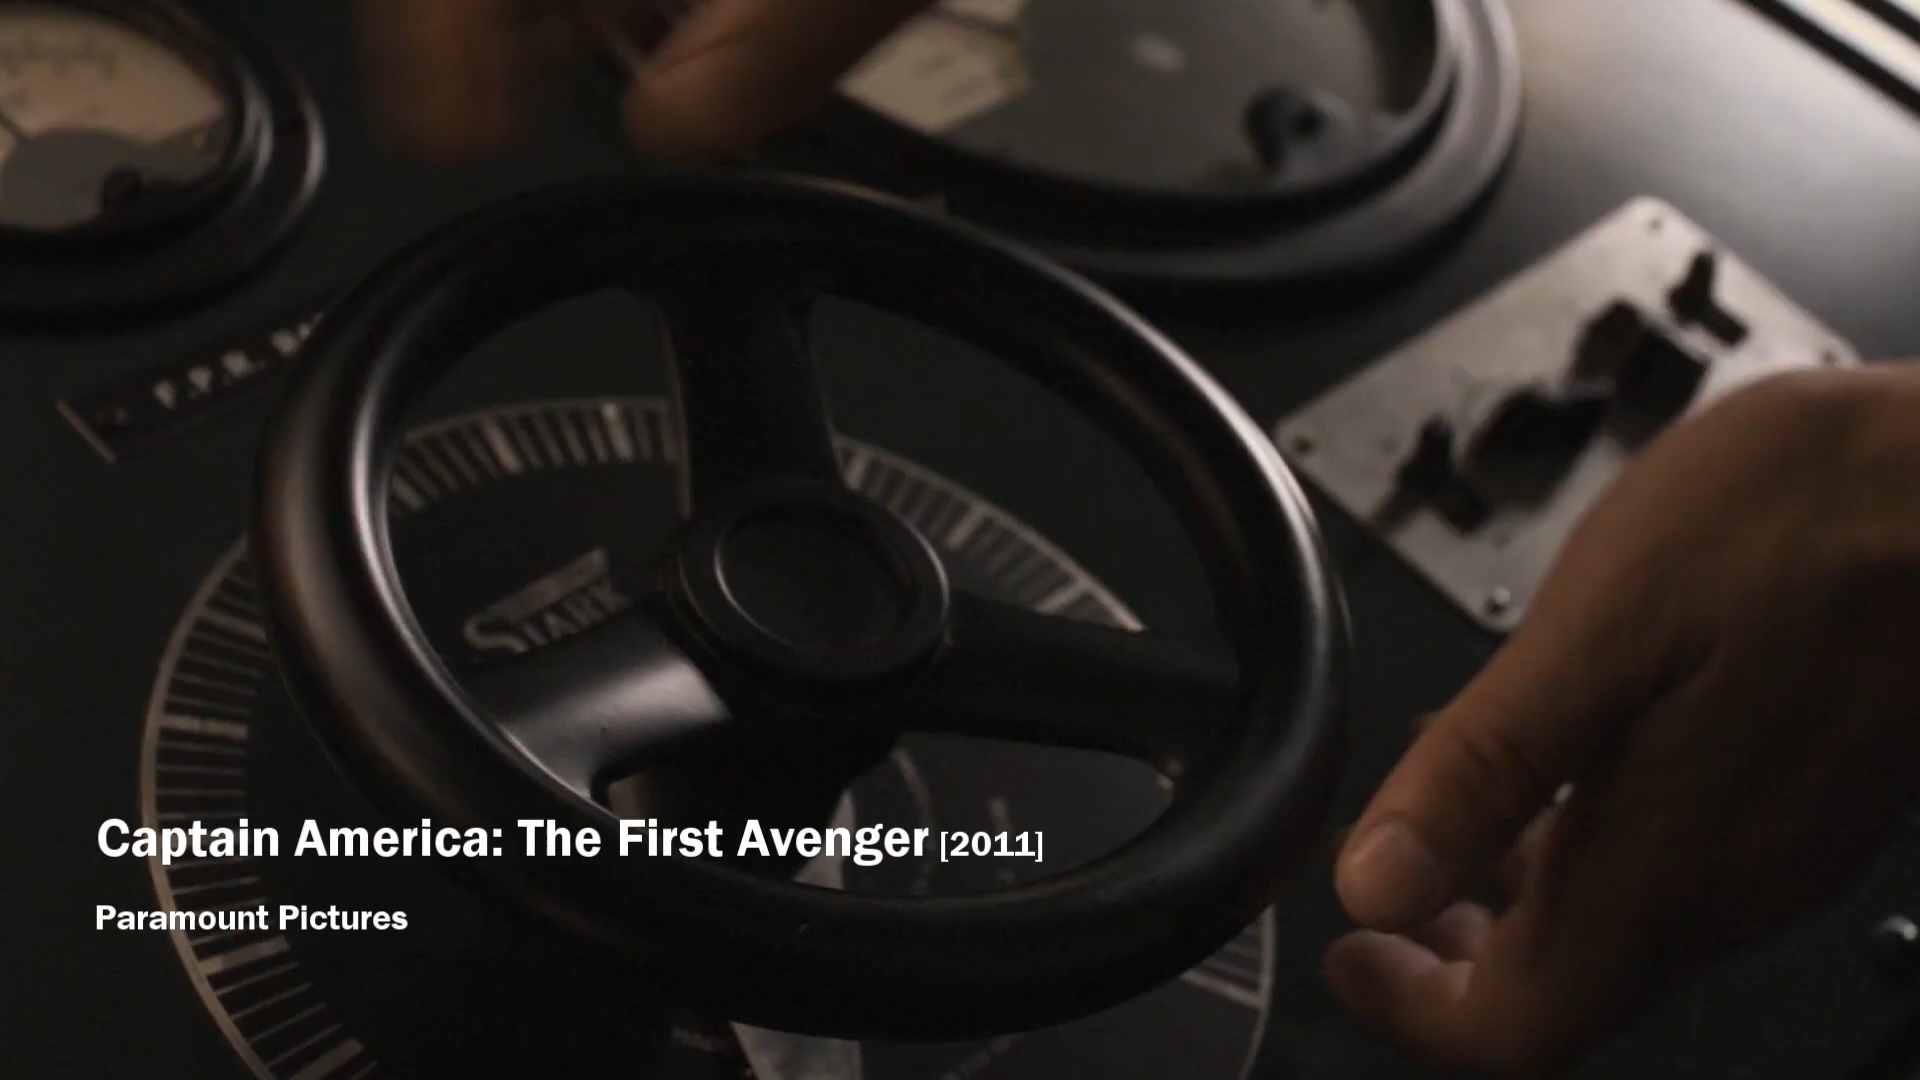 F.P.R.
STARK
Captain America: The First Avenger [2011]
Paramount Pictures